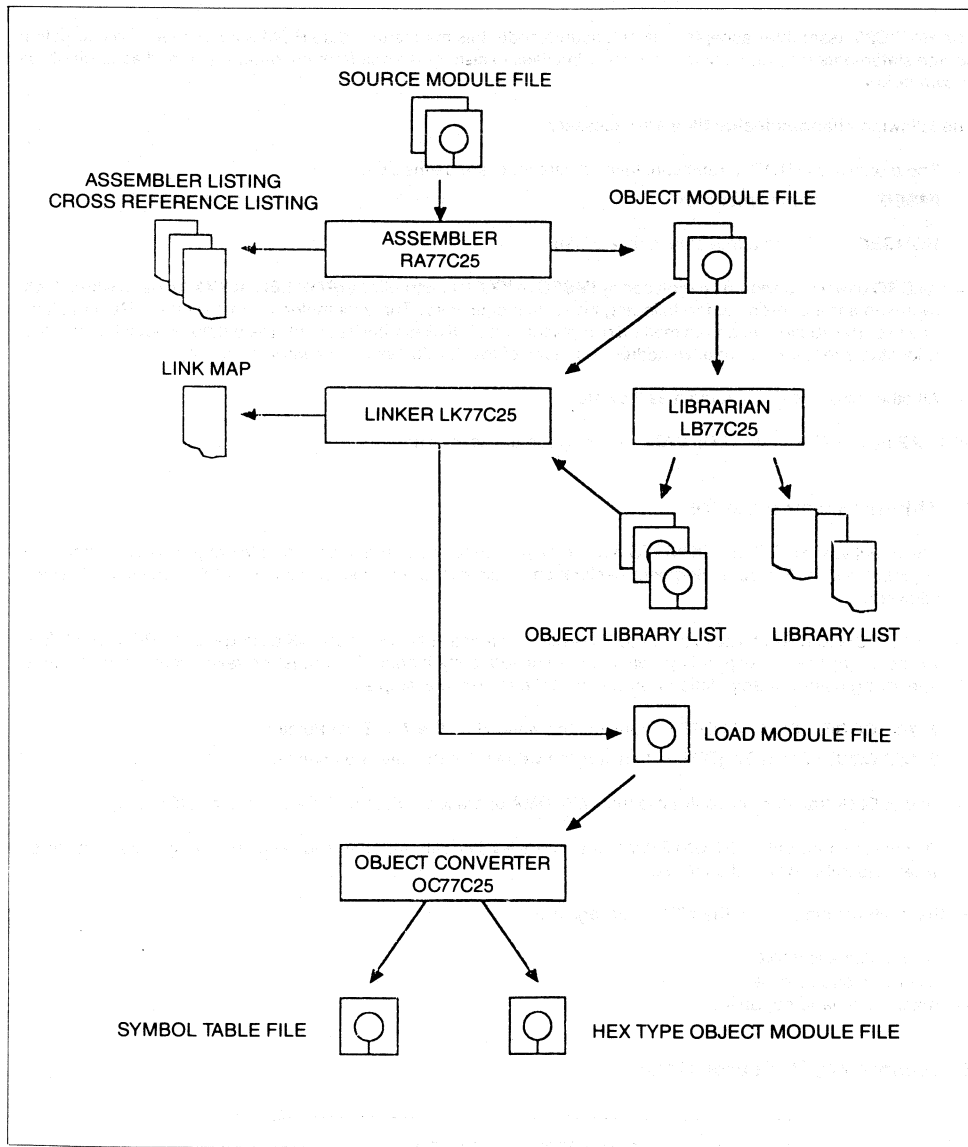 SOURCE MODULE FILE
ASSEMBLER LISTING
CROSS REFERENCE LISTING
ASSEMBLER
RA77C25
OBJECT MODULE FILE
LINK MAP
LINKER LK77C25
LIBRARIAN
LB77C25
OBJECT LIBRARY LIST
LIBRARY LIST
LOAD MODULE FILE
OBJECT CONVERTER
OC77C25
SYMBOL TABLE FILE
HEX TYPE OBJECT MODULE FILE